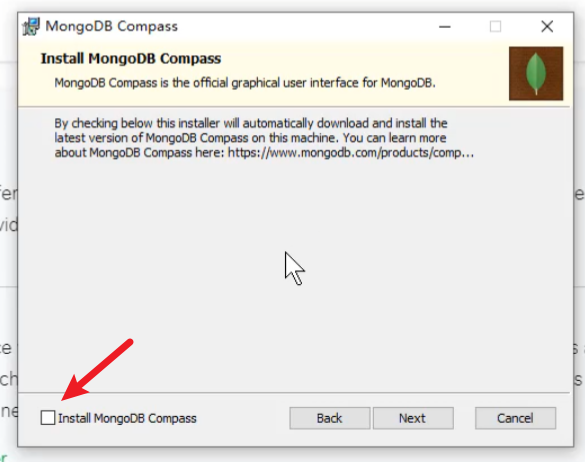 MongoDB Compass
Install MongoDB Compass
MongoDB Compass is the official graphical user interface for MongoDB.
By checking below this installer will automatically download and install the
latest version of MongoDB Compass on this machine. You can learn more
about MongoDB Compass here: https://www.mongodb.com/products/comp...
Install MongoDB Compass
Back
Next
Cancel